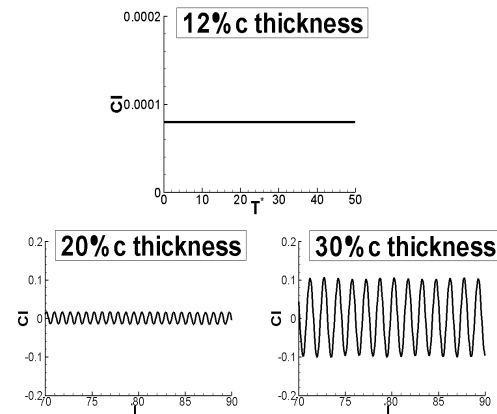 12% c thickness
0.0002
Cl
0.0001
0
0 10 20 30 40 50
T*
20% c thickness
0.2
0.1
Cl
0
-0.1
-0.2
70 75 80 85 90
30% c thickness
0.2
0.1
Cl
0
-0.1
-0.2
70 75 80 85 90